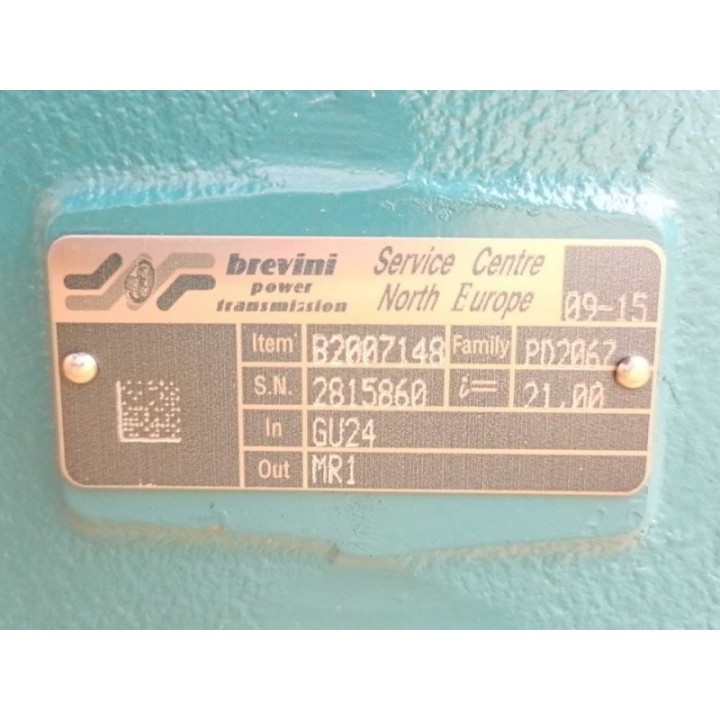 brevini
power
transmission
Service Centre
North Europe
09-15
Item B2007148 Family PD2067
S.N. 2815860 i= 21.00
In GU24
Out MR1